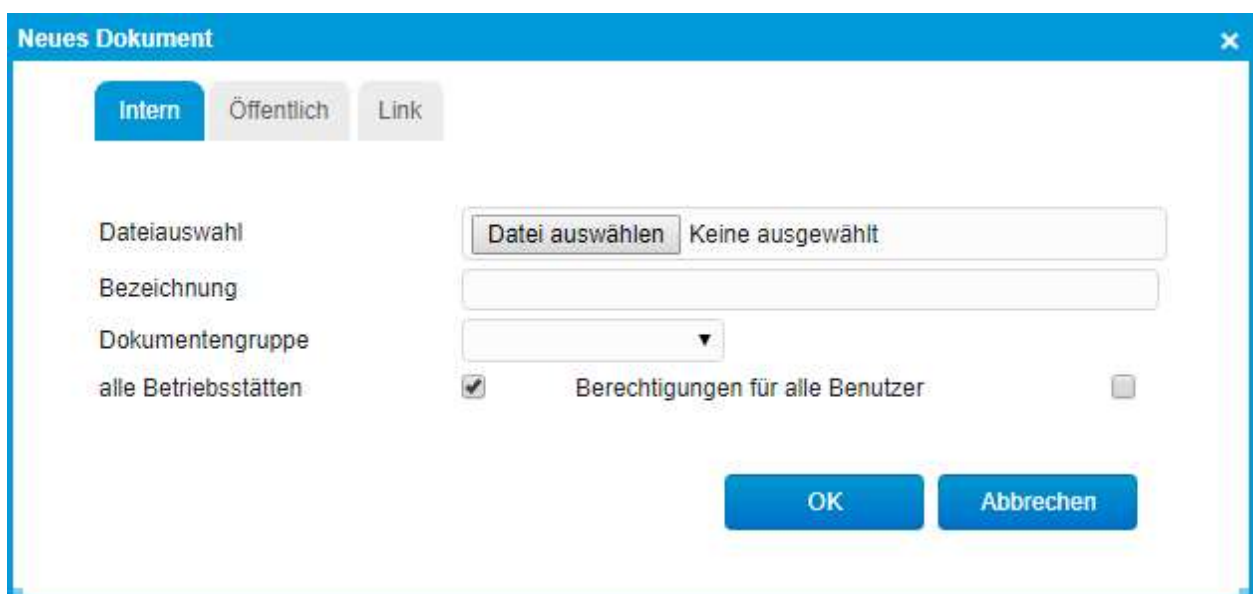 Neues Dokument
Intern Öffentlich Link
Dateiauswahl Datei auswählen Keine ausgewählt
Bezeichnung
Dokumentengruppe
alle Betriebsstätten Berechtigungen für alle Benutzer
OK Abbrechen